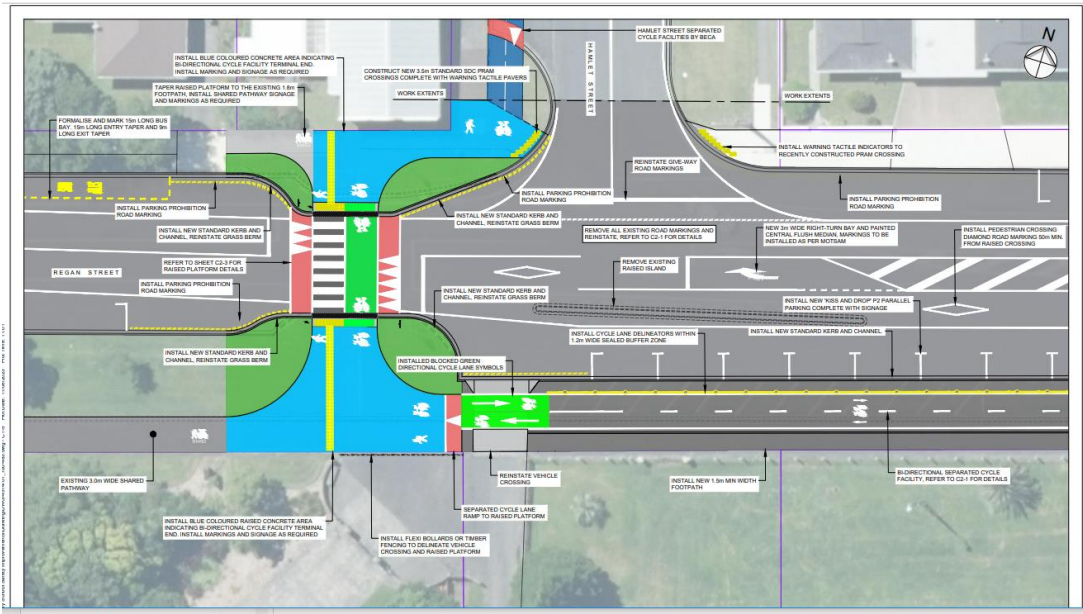 HAMLET STREET SEPARATED
CYCLE FACILITIES BY BECA
N
HAMLET STREET
INSTALL BLUE COLOURED CONCRETE AREA INDICATING
BI-DIRECTIONAL CYCLE FACILITY TERMINAL END.
INSTALL MARKING AND SIGNAGE AS REQUIRED
CONSTRUCT NEW 3.5m STANDARD SDC PRAM
CROSSINGS COMPLETE WITH WARNING TACTILE PAVERS
TAPER RAISED PLATFORM TO THE EXISTING 1.8m
FOOTPATH, INSTALL SHARED PATHWAY SIGNAGE
AND MARKINGS AS REQUIRED
WORK EXTENTS
WORK EXTENTS
FORMALISE AND MARK 15m LONG BUS
BAY. 15m LONG ENTRY TAPER AND 9m
LONG EXIT TAPER
INSTALL WARNING TACTILE INDICATORS TO
RECENTLY CONSTRUCTED PRAM CROSSING
REINSTATE GIVE-WAY
ROAD MARKINGS
INSTALL PARKING PROHIBITION
ROAD MARKING
INSTALL PARKING PROHIBITION
ROAD MARKING
INSTALL PARKING PROHIBITION
ROAD MARKING
INSTALL NEW STANDARD KERB AND
CHANNEL, REINSTATE GRASS BERM
INSTALL NEW STANDARD KERB AND
CHANNEL, REINSTATE GRASS BERM
REMOVE ALL EXISTING ROAD MARKINGS AND
REINSTATE, REFER TO C2-1 FOR DETAILS
NEW 3m WIDE RIGHT-TURN BAY AND PAINTED
CENTRAL FLUSH MEDIAN, MARKINGS TO BE
INSTALLED AS PER MOTSAM
INSTALL PEDESTRIAN CROSSING
DIAMOND ROAD MARKING 50m MIN.
FROM RAISED CROSSING
REGAN STREET
REFER TO SHEET C2-3 FOR
RAISED PLATFORM DETAILS
REMOVE EXISTING
RAISED ISLAND
INSTALL PARKING PROHIBITION
ROAD MARKING
INSTALL NEW STANDARD KERB AND
CHANNEL, REINSTATE GRASS BERM
INSTALL NEW 'KISS AND DROP' P2 PARALLEL
PARKING COMPLETE WITH SIGNAGE
INSTALL CYCLE LANE DELINEATORS WITHIN
1.2m WIDE SEALED BUFFER ZONE
INSTALL NEW STANDARD KERB AND CHANNEL
INSTALL NEW STANDARD KERB AND
CHANNEL, REINSTATE GRASS BERM
INSTALLED BLOCKED GREEN
DIRECTIONAL CYCLE LANE SYMBOLS
EXISTING 3.0m WIDE SHARED
PATHWAY
REINSTATE VEHICLE
CROSSING
INSTALL NEW 1.5m MIN WIDTH
FOOTPATH
BI-DIRECTIONAL SEPARATED CYCLE
FACILITY, REFER TO C2-1 FOR DETAILS
SEPARATED CYCLE LANE
RAMP TO RAISED PLATFORM
INSTALL BLUE COLOURED RAISED CONCRETE AREA
INDICATING BI-DIRECTIONAL CYCLE FACILITY TERMINAL
END. INSTALL MARKINGS AND SIGNAGE AS REQUIRED
INSTALL FLEXI BOLLARDS OR TIMBER
FENCING TO DELINEATE VEHICLE
CROSSING AND RAISED PLATFORM